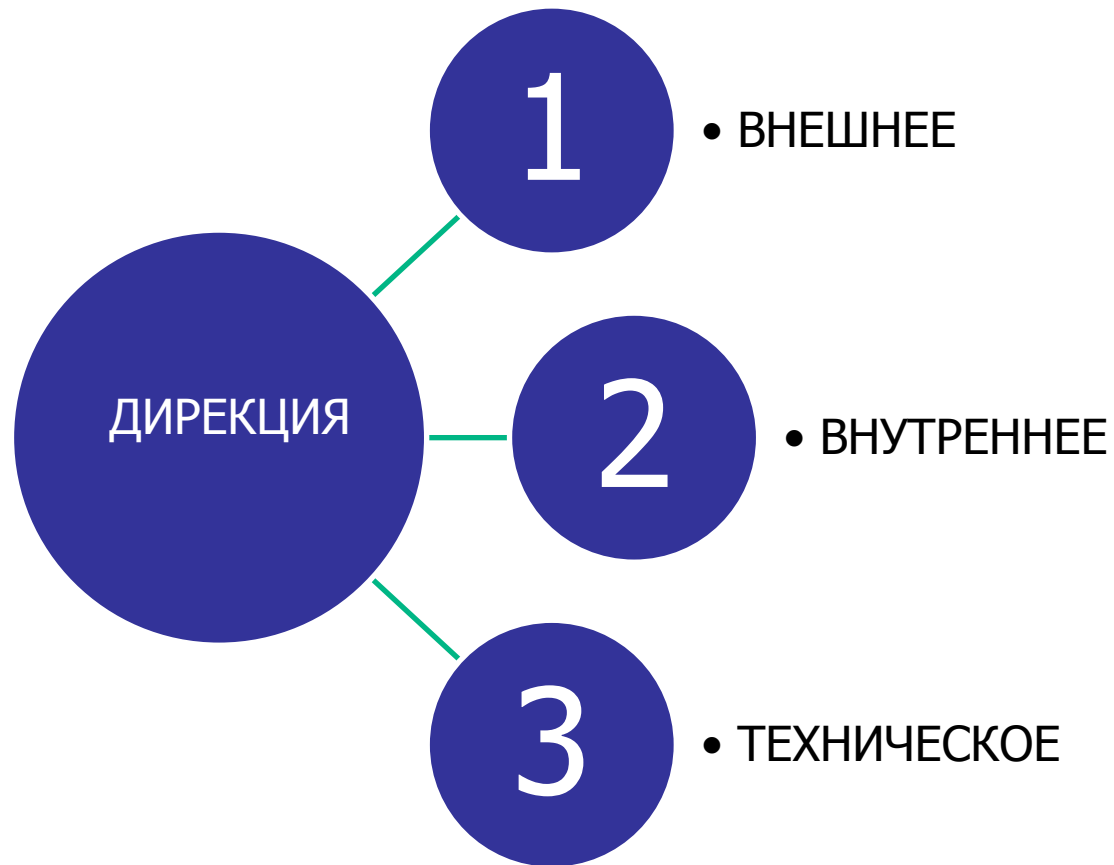 ДИРЕКЦИЯ
1
• ВНЕШНЕЕ
2
• ВНУТРЕННЕЕ
3
• ТЕХНИЧЕСКОЕ